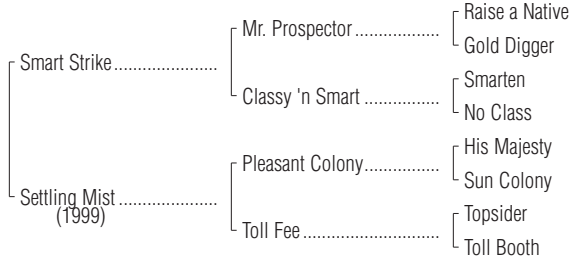 Raise a Native
Mr. Prospector..................
Gold Digger
Smart Strike......................
Smarten
Classy 'n Smart ................
No Class
His Majesty
Pleasant Colony................
Sun Colony
Settling Mist .....................
(1999)
Topsider
Toll Fee.............................
Toll Booth